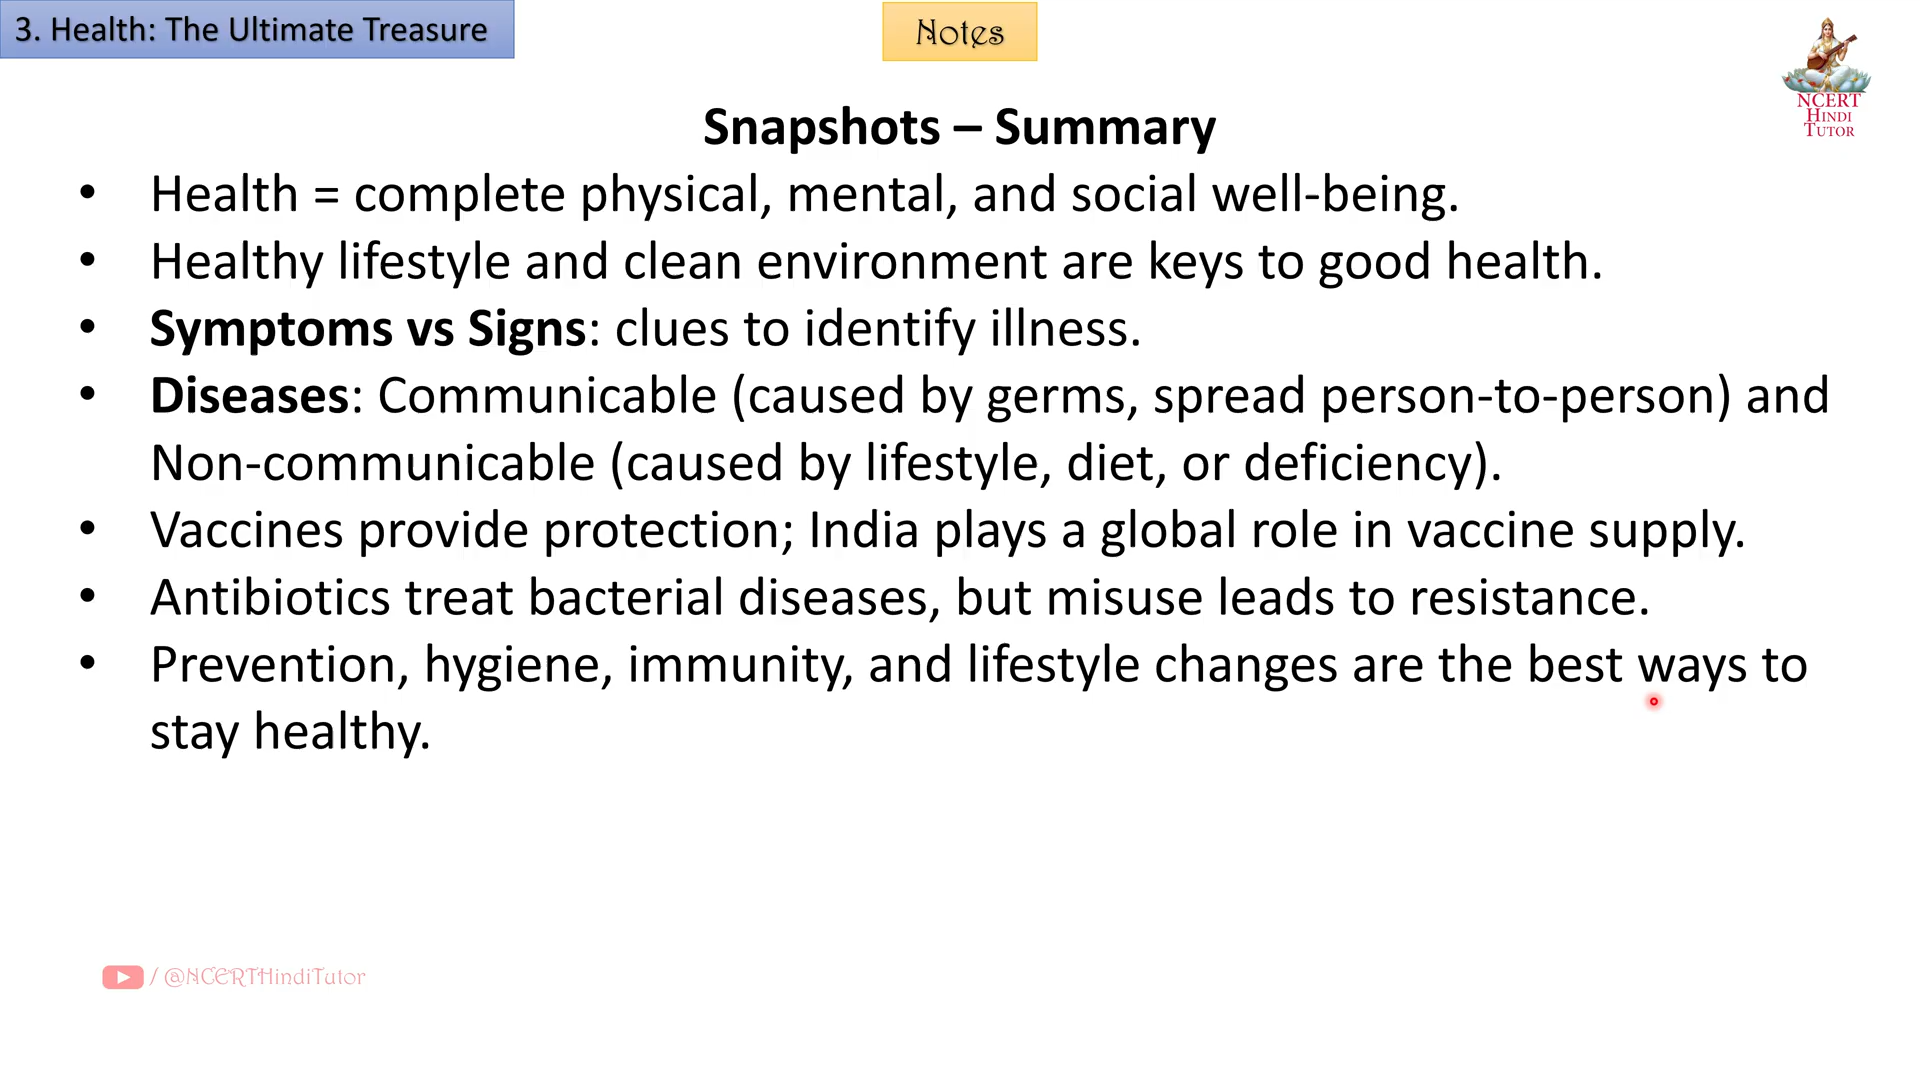 3. Health: The Ultimate Treasure
Notes
NCERT
HINDI
TUTOR
Snapshots – Summary
• Health = complete physical, mental, and social well-being.
• Healthy lifestyle and clean environment are keys to good health.
• Symptoms vs Signs: clues to identify illness.
• Diseases: Communicable (caused by germs, spread person-to-person) and
Non-communicable (caused by lifestyle, diet, or deficiency).
• Vaccines provide protection; India plays a global role in vaccine supply.
• Antibiotics treat bacterial diseases, but misuse leads to resistance.
• Prevention, hygiene, immunity, and lifestyle changes are the best ways to
stay healthy.
/ @NCERTHindiTutor